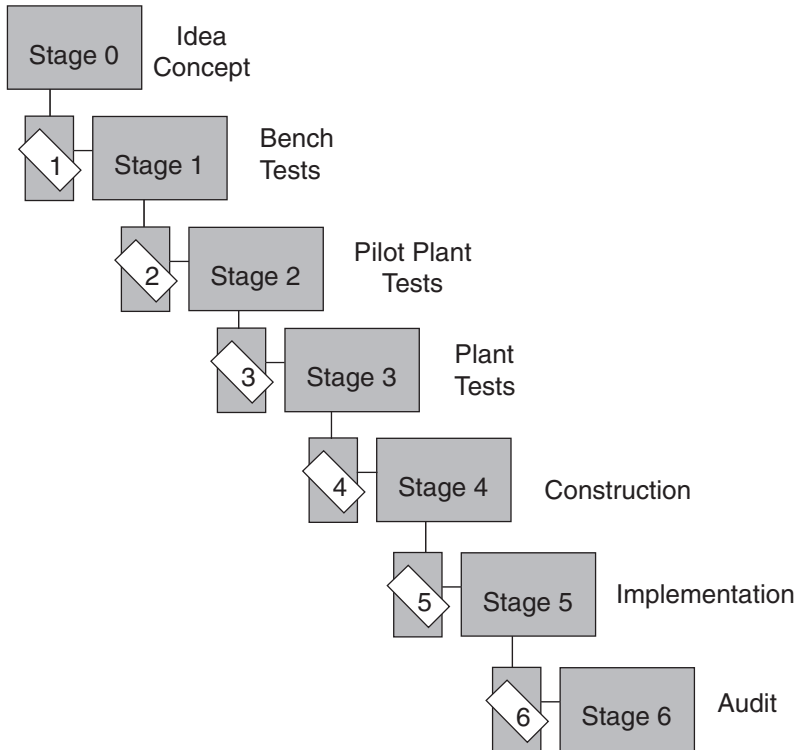 Stage 0
Idea
Concept
1
Stage 1
Bench
Tests
2
Stage 2
Pilot Plant
Tests
3
Stage 3
Plant
Tests
4
Stage 4
Construction
5
Stage 5
Implementation
6
Stage 6
Audit